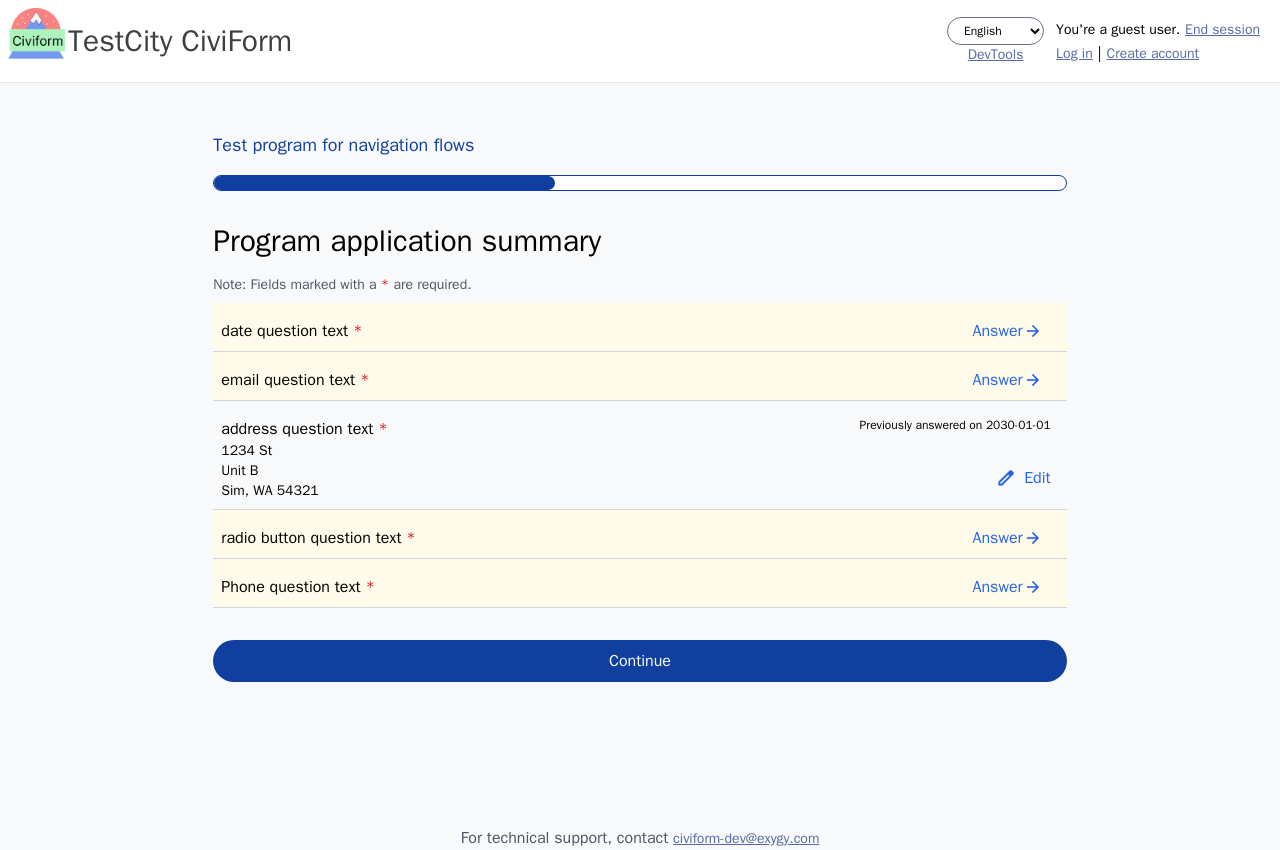 Civiform
TestCity CiviForm
English
DevTools
You're a guest user. End session
Log in | Create account
Test program for navigation flows
Program application summary
Note: Fields marked with a * are required.
date question text *
Answer
email question text *
Answer
address question text *
Previously answered on 2030-01-01
1234 St
Unit B
Sim, WA 54321
Edit
radio button question text *
Answer
Phone question text *
Answer
Continue
For technical support, contact civiform-dev@exygy.com